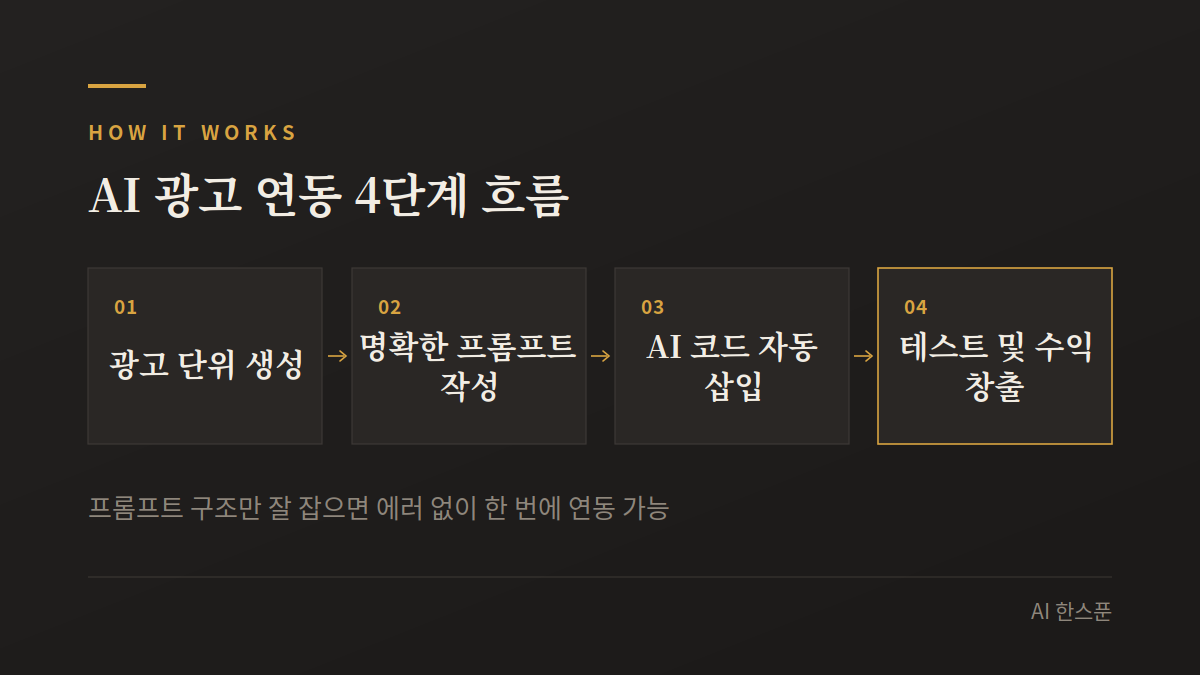 HOW IT WORKS
AI 광고 연동 4단계 흐름
01
광고 단위 생성
02
명확한 프롬프트
작성
03
AI 코드 자동
삽입
04
테스트 및 수익
창출
프롬프트 구조만 잘 잡으면 에러 없이 한 번에 연동 가능
AI 한스푼